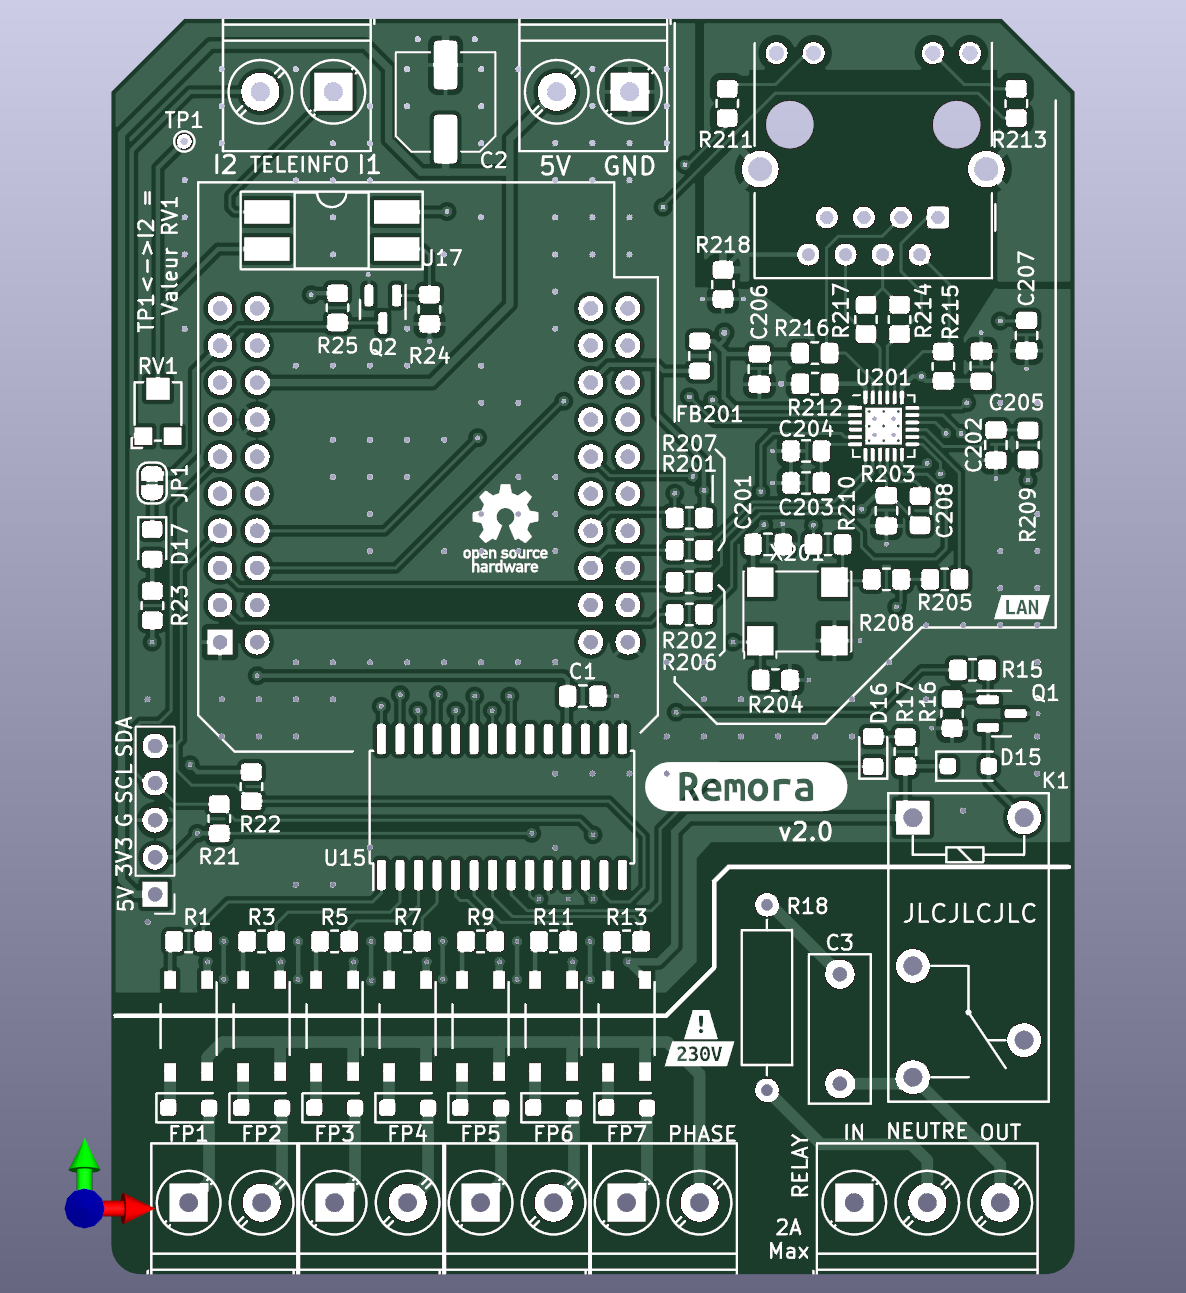 TP1
I2 TELEINFO I1
C2
5V GND
R211
R213
TP1<->I2 =
Valeur RV1
U17
R218
C206
R217
R214
R215
C207
R25
Q2
R24
R216
RV1
U201
R212
FB201
C205
C204
R207
R201
C202
R203
JP1
C201
C203
R210
C208
R209
D17
open source
hardware
X201
R23
R205
LAN
R208
R202
R206
C1
R15
R204
D16
R17
R16
Q1
5V 3V3 G SCL SDA
D15
K1
Remora
R22
v2.0
R21
U15
R1 R3 R5 R7 R9 R11 R13
R18
JLCJLCJLC
C3
!
230V
FP1 FP2 FP3 FP4 FP5 FP6 FP7 PHASE
IN NEUTRE OUT
RELAY
2A
Max